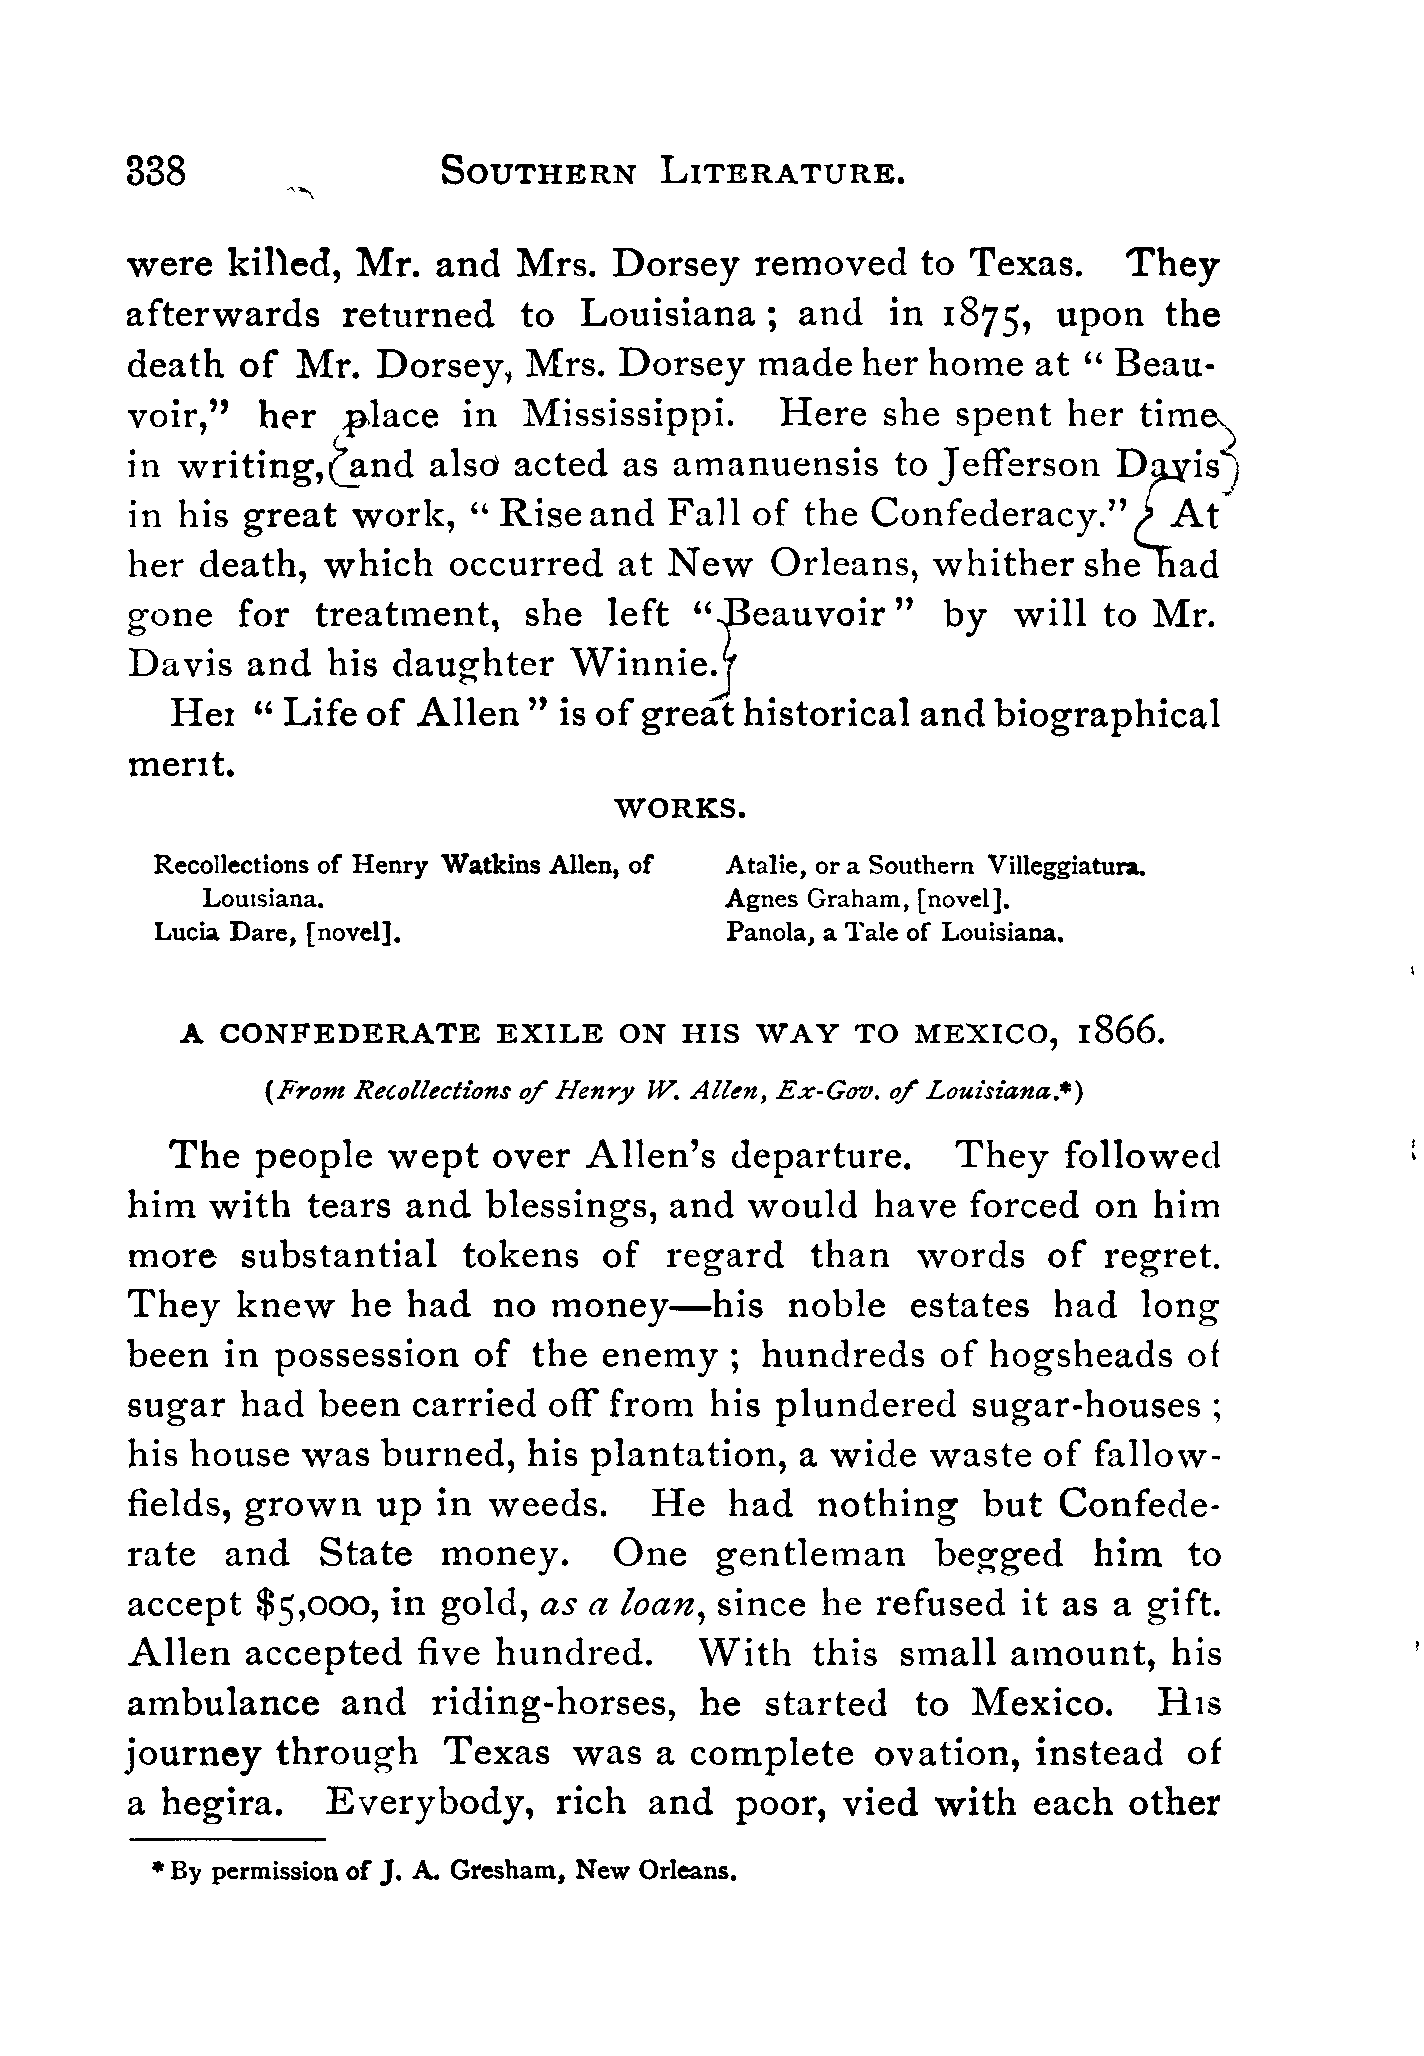 338 SOUTHERN LITERATURE.
were killed, Mr. and Mrs. Dorsey removed to Texas. They
afterwards returned to Louisiana ; and in 1875, upon the
death of Mr. Dorsey, Mrs. Dorsey made her home at “ Beau-
voir,” her place in Mississippi. Here she spent her time
in writing, and also acted as amanuensis to Jefferson Davis
in his great work, “ Rise and Fall of the Confederacy.” At
her death, which occurred at New Orleans, whither she had
gone for treatment, she left “ Beauvoir ” by will to Mr.
Davis and his daughter Winnie.
Her “ Life of Allen ” is of great historical and biographical
merit.
WORKS.
Recollections of Henry Watkins Allen, of
Louisiana.
Lucia Dare, [novel].
Atalie, or a Southern Villeggiatura.
Agnes Graham, [novel].
Panola, a Tale of Louisiana.
A CONFEDERATE EXILE ON HIS WAY TO MEXICO, 1866.
(From Recollections of Henry W. Allen, Ex-Gov. of Louisiana.*)
The people wept over Allen’s departure. They followed
him with tears and blessings, and would have forced on him
more substantial tokens of regard than words of regret.
They knew he had no money—his noble estates had long
been in possession of the enemy ; hundreds of hogsheads of
sugar had been carried off from his plundered sugar-houses ;
his house was burned, his plantation, a wide waste of fallow-
fields, grown up in weeds. He had nothing but Confede-
rate and State money. One gentleman begged him to
accept $5,000, in gold, as a loan, since he refused it as a gift.
Allen accepted five hundred. With this small amount, his
ambulance and riding-horses, he started to Mexico. His
journey through Texas was a complete ovation, instead of
a hegira. Everybody, rich and poor, vied with each other
* By permission of J. A. Gresham, New Orleans.